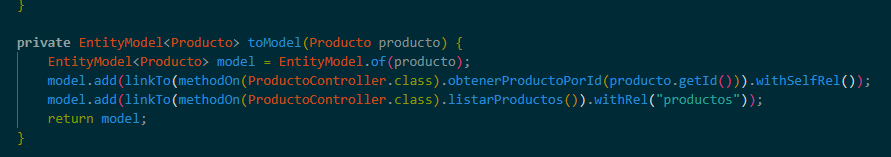 }
private EntityModel<Producto> toModel(Producto producto) {
EntityModel<Producto> model = EntityModel.of(producto);
model.add(linkTo(methodOn(ProductoController.class).obtenerProductoPorId(producto.getId())).withSelfRel());
model.add(linkTo(methodOn(ProductoController.class).listarProductos()).withRel("productos"));
return model;
}